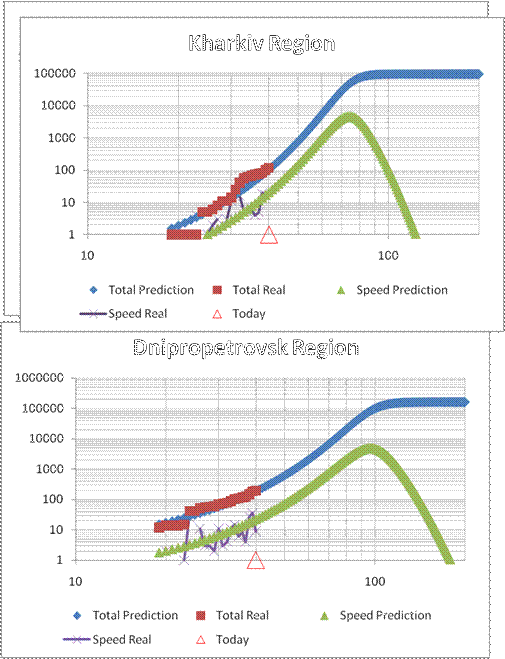 Kharkiv Region
100000
10000
1000
100
10
1
10 100
Total Prediction Total Real Speed Prediction
Speed Real Today
Dnipropetrovsk Region
1000000
100000
10000
1000
100
10
1
10 100
Total Prediction Total Real Speed Prediction
Speed Real Today